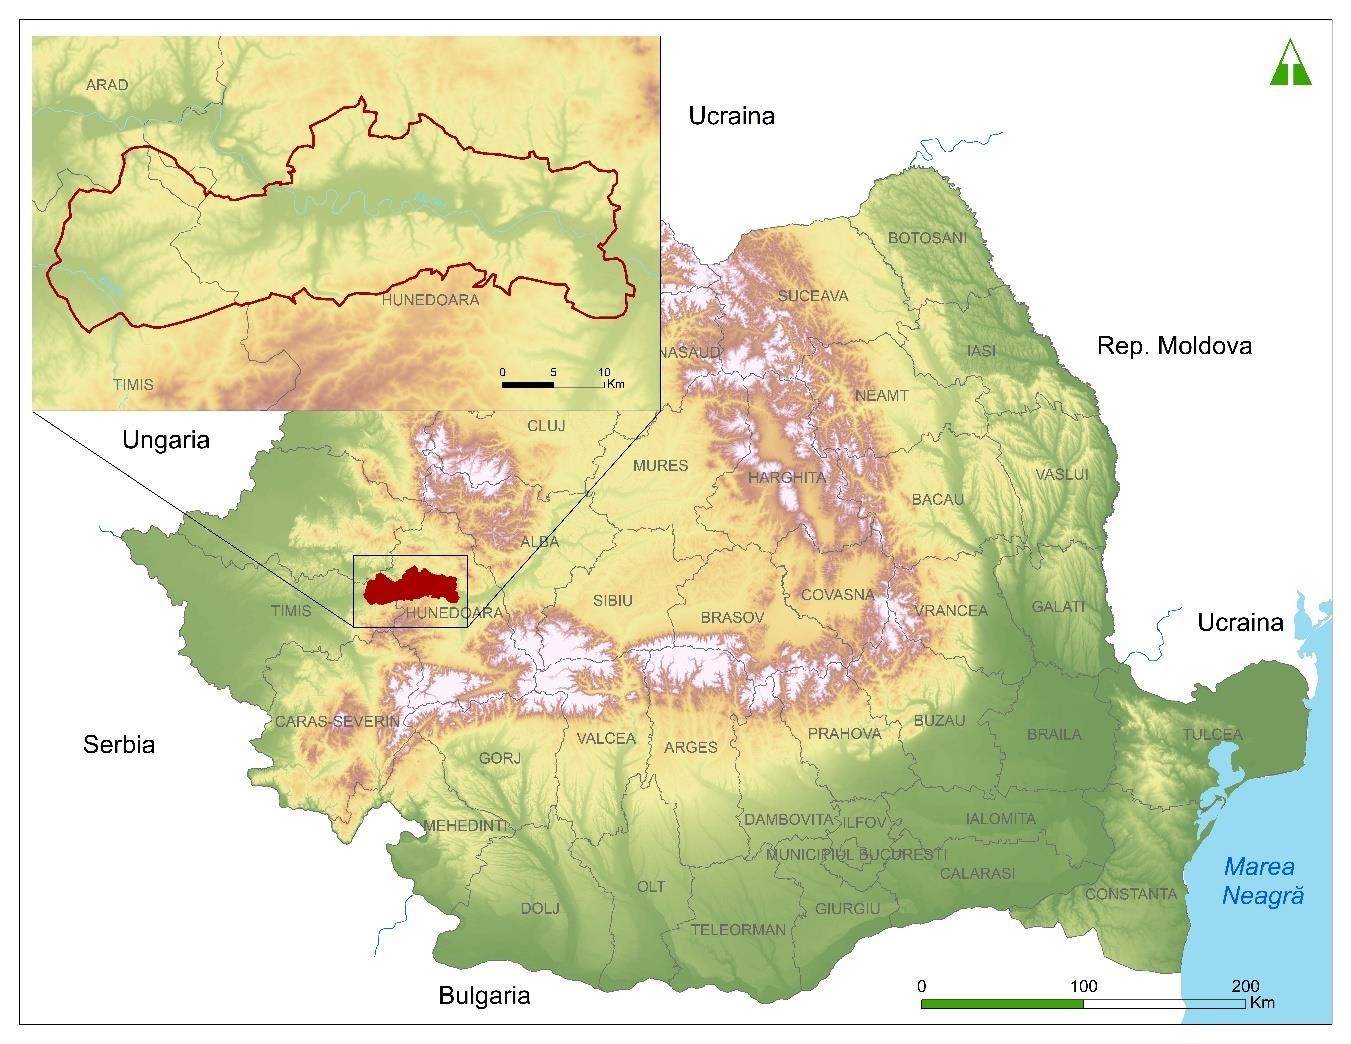 ARAD
Ucraina
Mureș
BOTOSANI
SUCEAVA
HUNEDOARA
Rep. Moldova
IASI
NASAUD
0 5 10
Km
TIMIS
NEAMT
CLUJ
Ungaria
MURES
HARGHITA
VASLUI
BACAU
ALBA
COVASNA
SIBIU
GALATI
TIMIS
HUNEDOARA
BRASOV
VRANCEA
Ucraina
CARAS-SEVERIN
BUZAU
Serbia
VALCEA
ARGES
PRAHOVA
BRAILA
TULCEA
GORJ
MEHEDINTI
DAMBOVITA
ILFOV
IALOMITA
MUNICIPIUL BUCURESTI
CALARASI
Marea
Neagră
OLT
CONSTANTA
DOLJ
GIURGIU
TELEORMAN
Bulgaria
0 100 200
Km